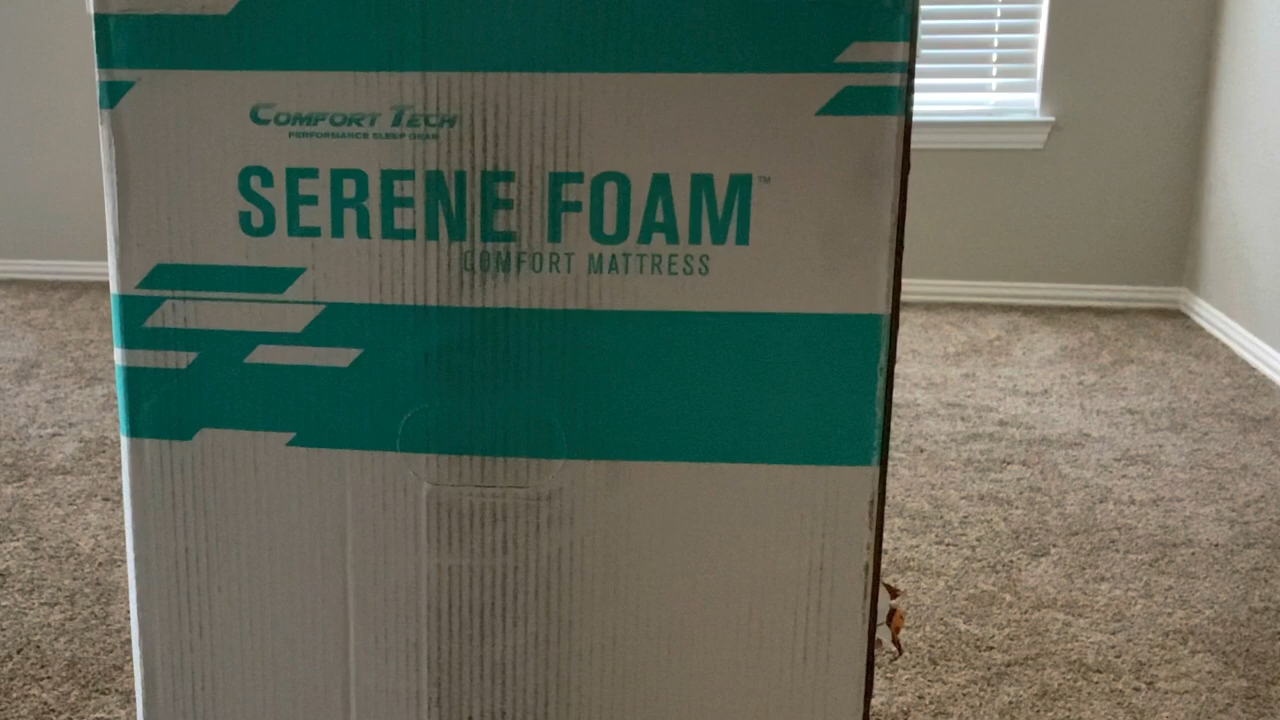 COMFORT TECH
PERFORMANCE SLEEP GEAR
SERENE FOAM™
COMFORT MATTRESS